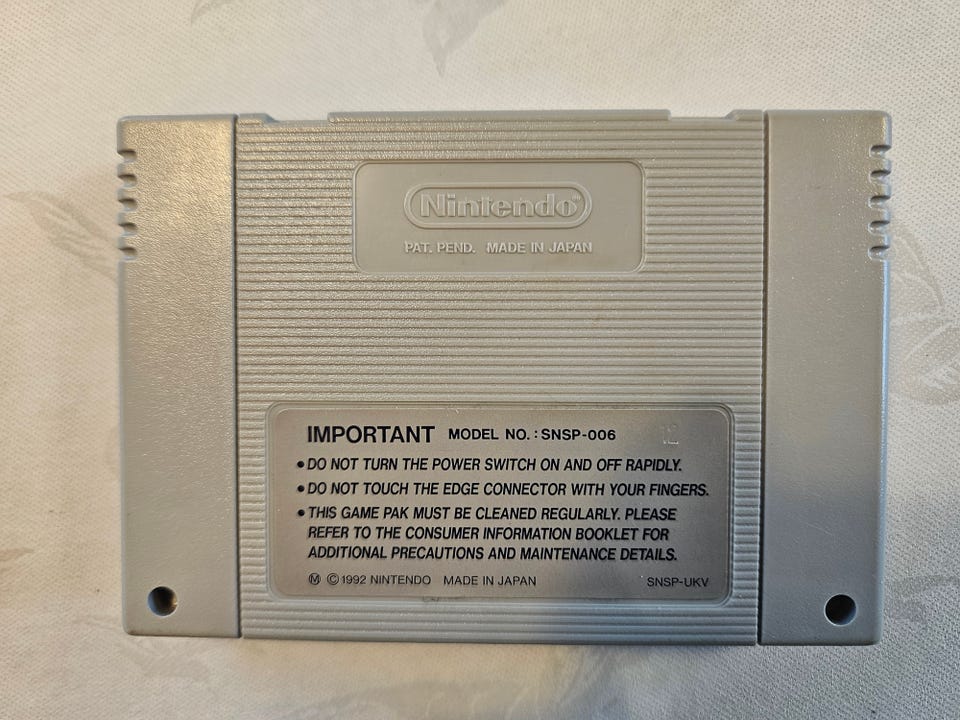 Nintendo
PAT. PEND. MADE IN JAPAN
IMPORTANT MODEL NO. : SNSP-006
12
• DO NOT TURN THE POWER SWITCH ON AND OFF RAPIDLY.
• DO NOT TOUCH THE EDGE CONNECTOR WITH YOUR FINGERS.
• THIS GAME PAK MUST BE CLEANED REGULARLY. PLEASE
REFER TO THE CONSUMER INFORMATION BOOKLET FOR
ADDITIONAL PRECAUTIONS AND MAINTENANCE DETAILS.
Ⓜ © 1992 NINTENDO MADE IN JAPAN SNSP-UKV